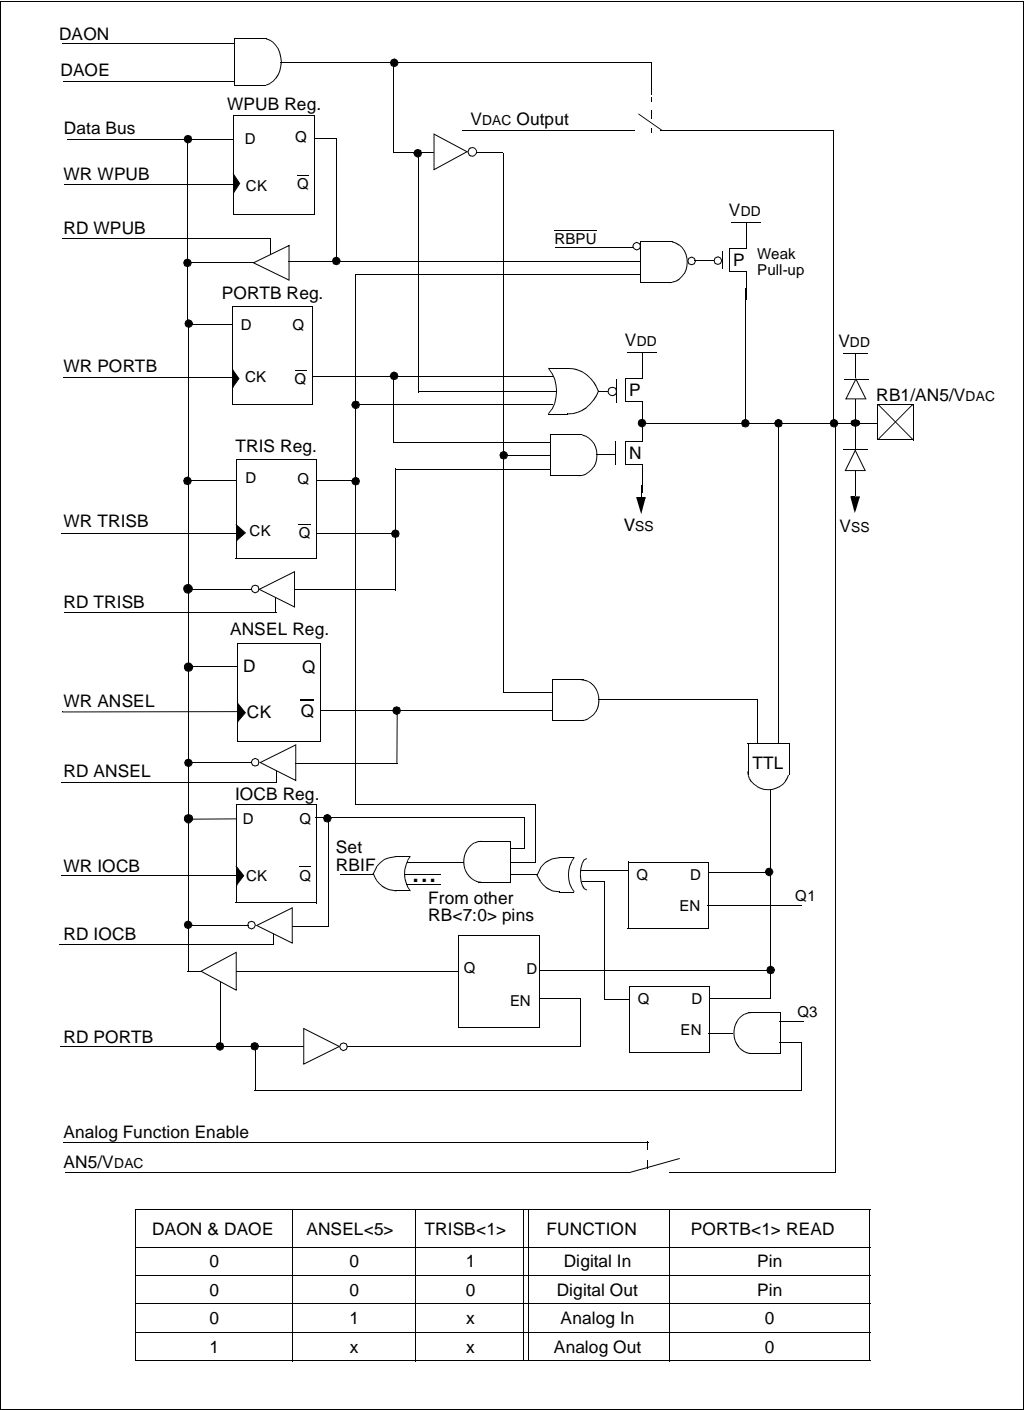 DAON
DAOE
WPUB Reg.
VDAC Output
Data Bus
D
Q
WR WPUB
CK
Q
RD WPUB
RBPU
VDD
P
Weak
Pull-up
PORTB Reg.
D
Q
WR PORTB
CK
Q
VDD
P
VDD
RB1/AN5/VDAC
TRIS Reg.
D
Q
N
WR TRISB
CK
Q
VSS
VSS
RD TRISB
ANSEL Reg.
D
Q
WR ANSEL
CK
Q
RD ANSEL
TTL
IOCB Reg.
D
Q
Set
RBIF
WR IOCB
CK
Q
...
From other
RB<7:0> pins
Q
D
EN
Q1
RD IOCB
Q
D
EN
Q
D
EN
Q3
RD PORTB
Analog Function Enable
AN5/VDAC
DAON & DAOE ANSEL<5> TRISB<1> FUNCTION PORTB<1> READ
0 0 1 Digital In Pin
0 0 0 Digital Out Pin
0 1 x Analog In 0
1 x x Analog Out 0